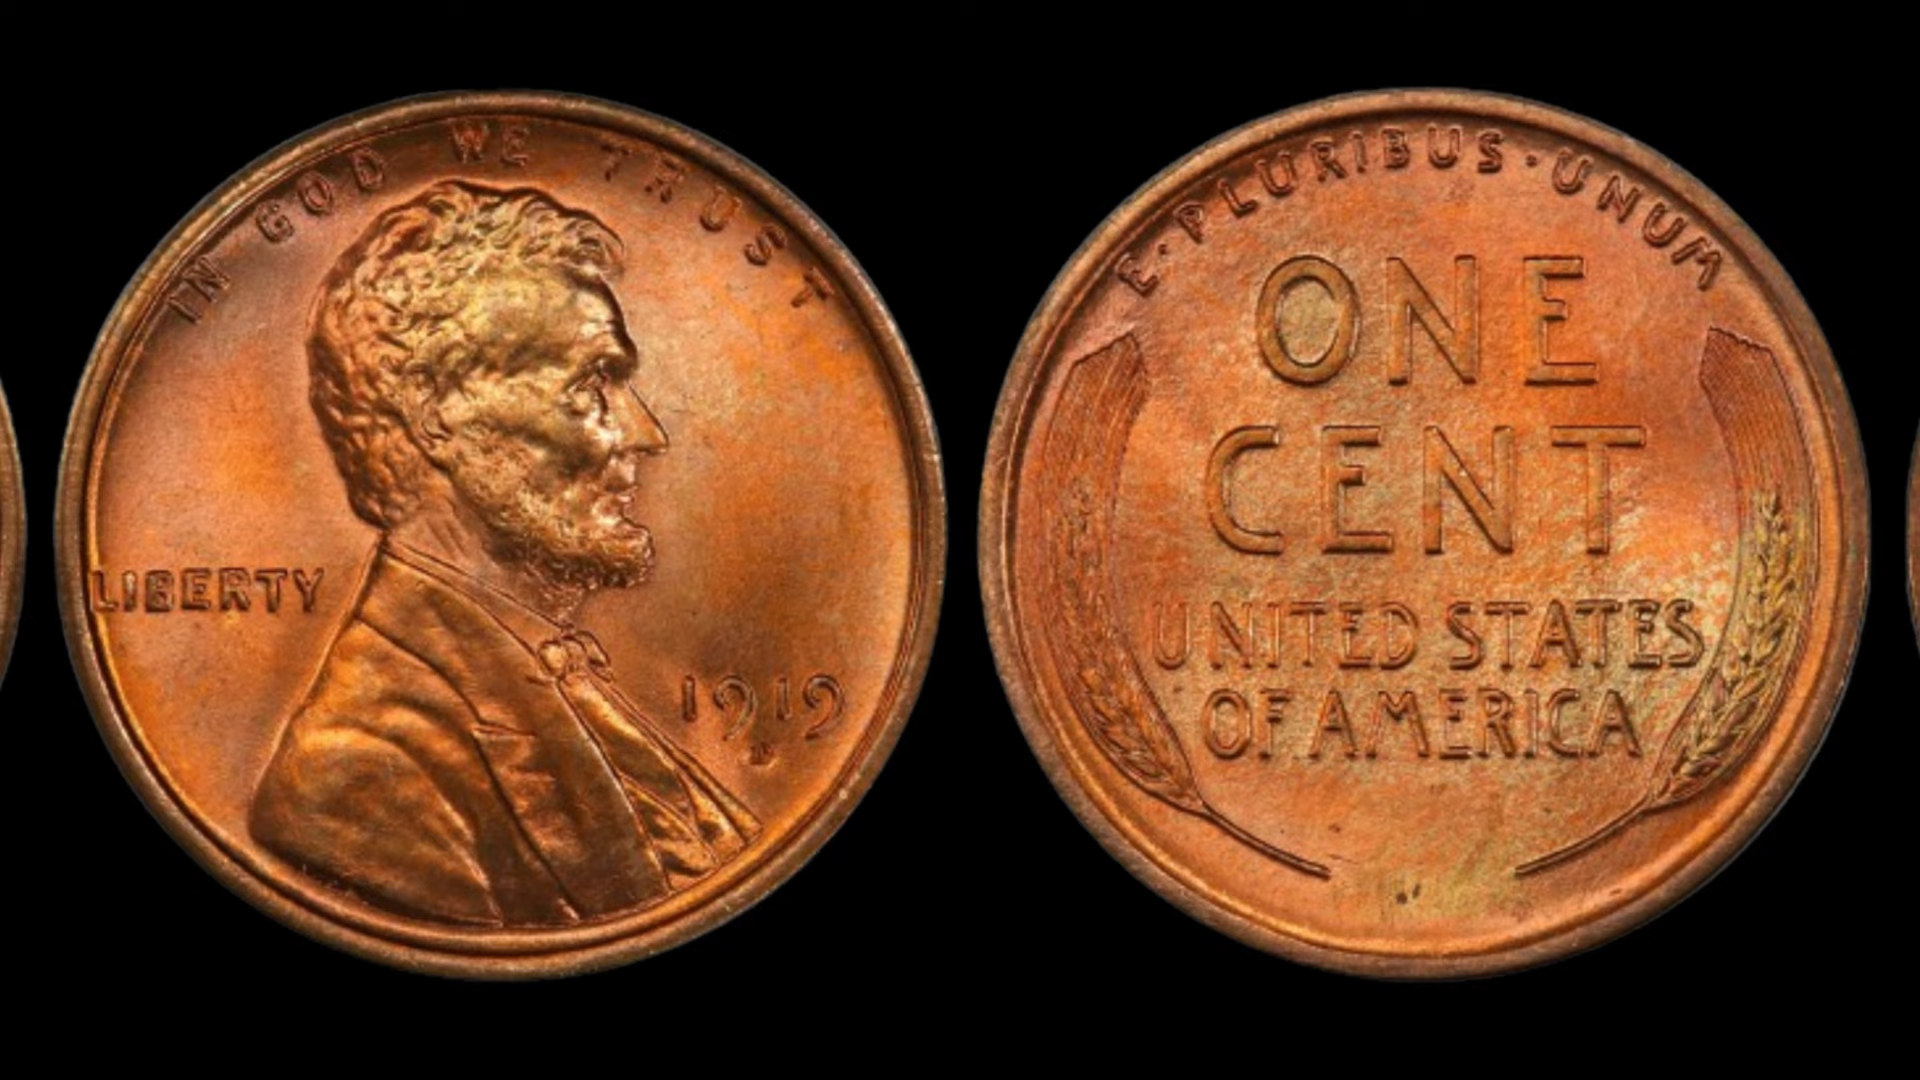 IN GOD WE TRUST
LIBERTY
1919
D
E·PLURIBUS·UNUM
ONE
CENT
UNITED STATES
OF AMERICA